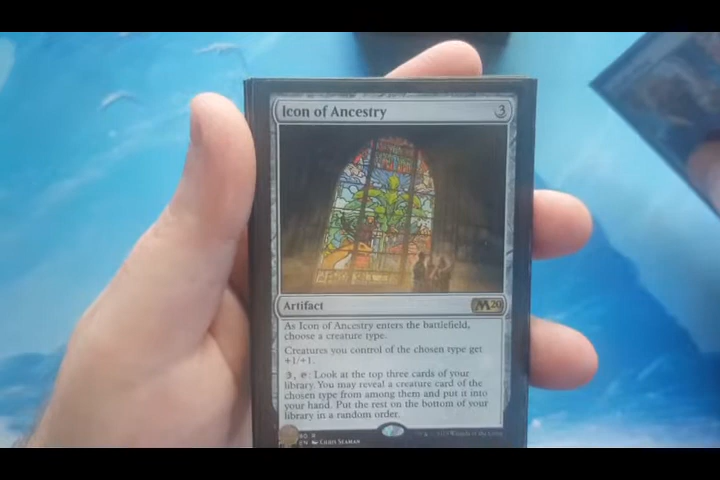 Icon of Ancestry 3
Artifact M20
As Icon of Ancestry enters the battlefield,
choose a creature type.
Creatures you control of the chosen type get
+1/+1.
3, : Look at the top three cards of your
library. You may reveal a creature card of the
chosen type from among them and put it into
your hand. Put the rest on the bottom of your
library in a random order.
R
EN Chris Seaman